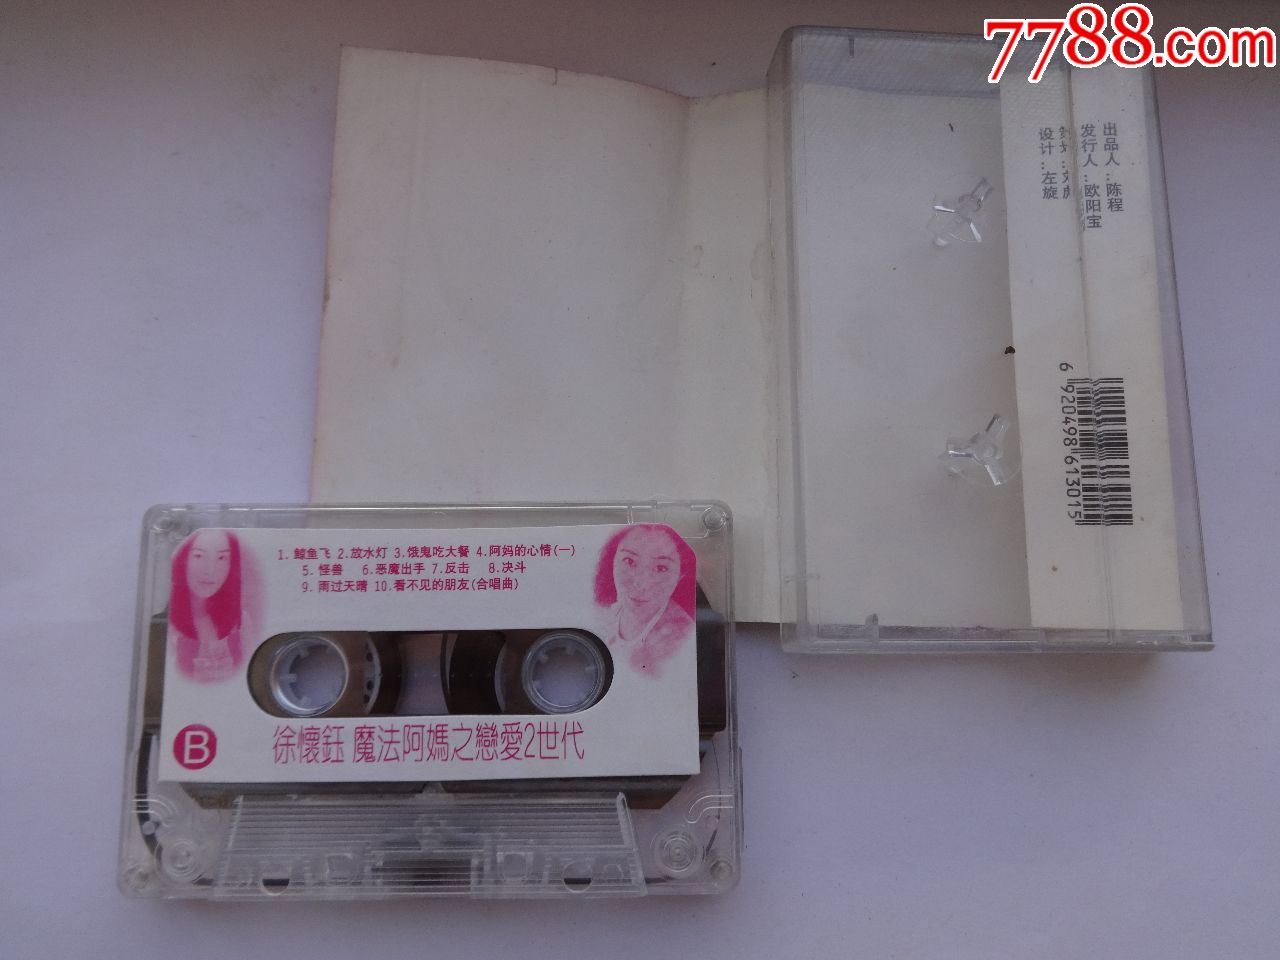 7788.com
出品人：陈程
发行人：欧阳宝
设计：左旋
6 920498 613015
1. 鲸鱼飞 2. 放水灯 3. 饿鬼吃大餐 4. 阿妈的心情(一)
5. 怪兽 6. 恶魔出手 7. 反击 8. 决斗
9. 雨过天晴 10. 看不见的朋友(合唱曲)
B
徐懷鈺 魔法阿媽之戀愛2世代